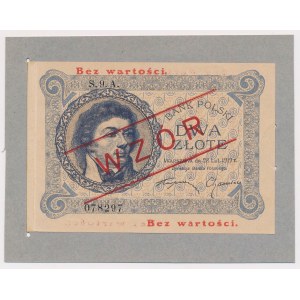 Bez wartości.
S.9.A.
BANK POLSKI
DWA
ZŁOTE
WZÓR
078297
Bez wartości.